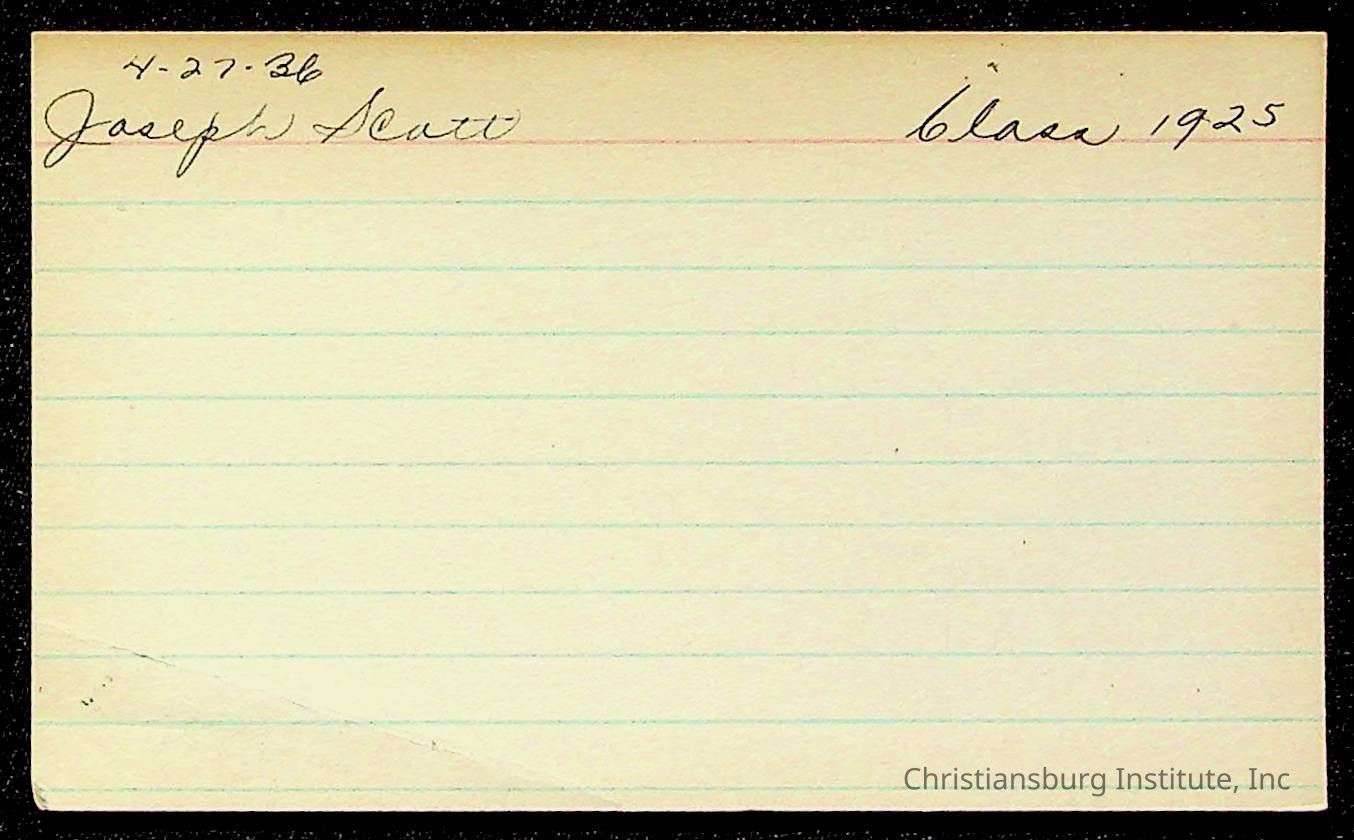 4-27-36
Joseph Scott Class 1925
Christiansburg Institute, Inc